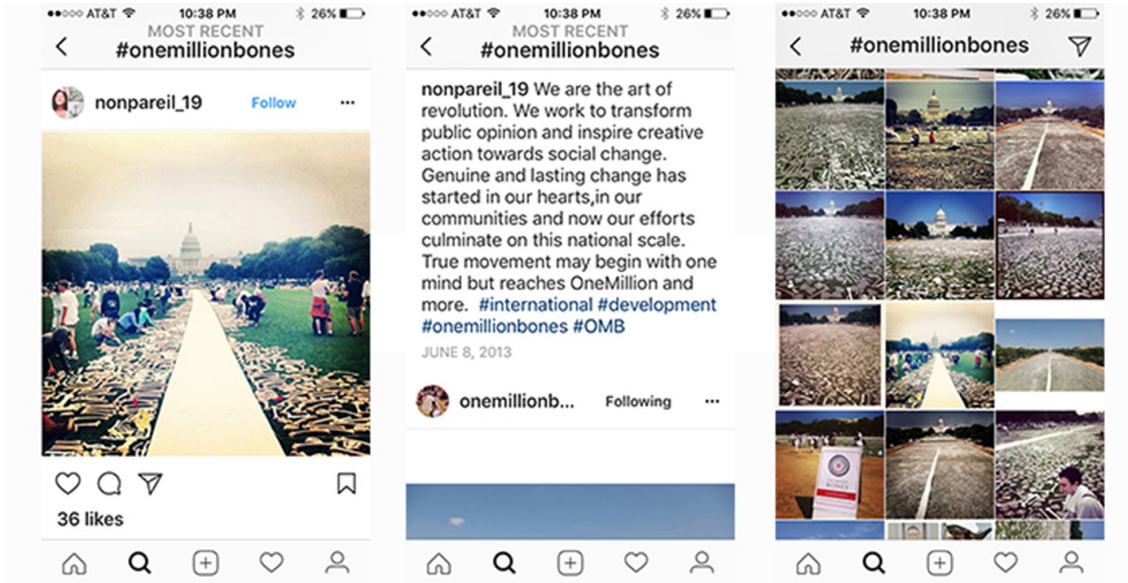 AT&T 10:38 PM 26%
MOST RECENT
#onemillionbones
nonpareil_19 Follow
36 likes
AT&T 10:38 PM 26%
MOST RECENT
#onemillionbones
nonpareil_19 We are the art of
revolution. We work to transform
public opinion and inspire creative
action towards social change.
Genuine and lasting change has
started in our hearts,in our
communities and now our efforts
culminate on this national scale.
True movement may begin with one
mind but reaches OneMillion and
more. #international #development
#onemillionbones #OMB
JUNE 8, 2013
onemillionb... Following
AT&T 10:38 PM 26%
#onemillionbones
BONES